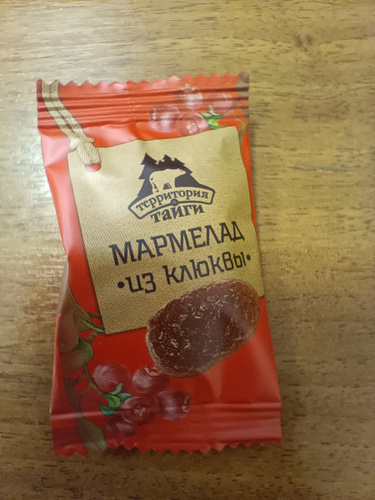 территория
тайги
МАРМЕЛАД
•из клюквы•